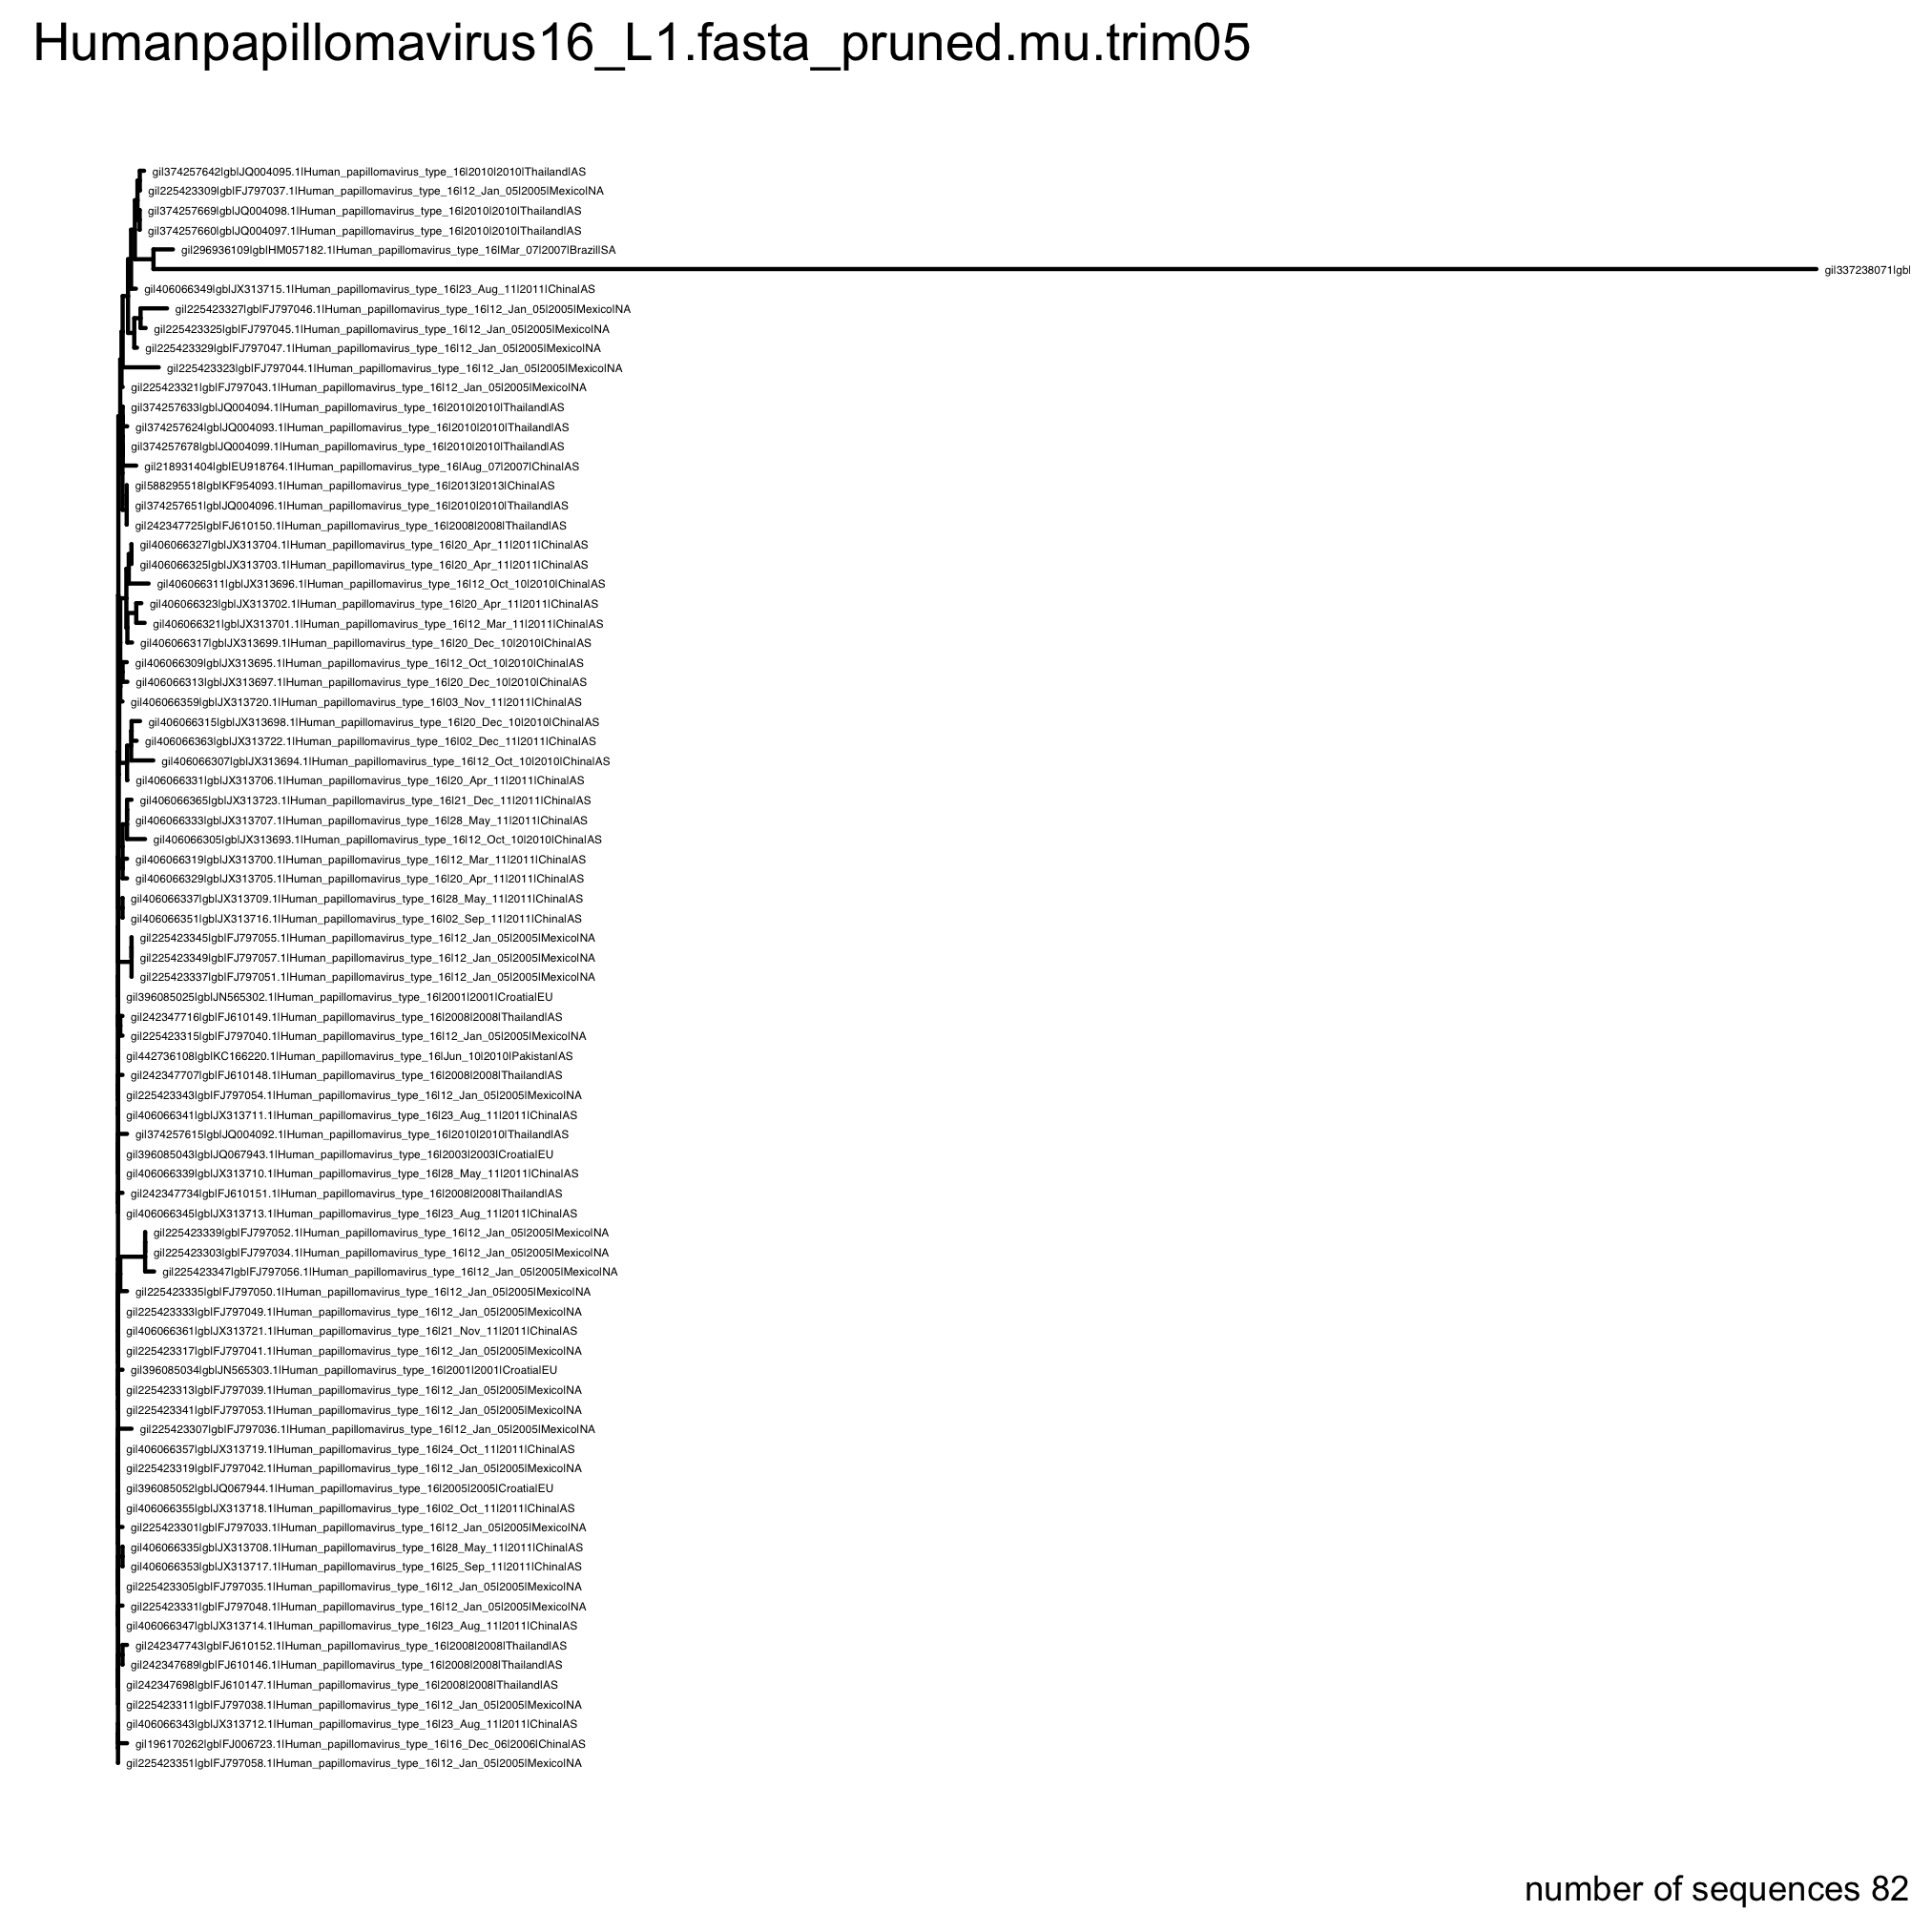 Humanpapillomavirus16_L1.fasta_pruned.mu.trim05
gi|374257642|gb|JQ004095.1|Human_papillomavirus_type_16|2010|2010|Thailand|AS
gi|225423309|gb|FJ797037.1|Human_papillomavirus_type_16|12_Jan_05|2005|Mexico|NA
gi|374257669|gb|JQ004098.1|Human_papillomavirus_type_16|2010|2010|Thailand|AS
gi|374257660|gb|JQ004097.1|Human_papillomavirus_type_16|2010|2010|Thailand|AS
gi|296936109|gb|HM057182.1|Human_papillomavirus_type_16|Mar_07|2007|Brazil|SA
gi|337238071|gb|
gi|406066349|gb|JX313715.1|Human_papillomavirus_type_16|23_Aug_11|2011|China|AS
gi|225423327|gb|FJ797046.1|Human_papillomavirus_type_16|12_Jan_05|2005|Mexico|NA
gi|225423325|gb|FJ797045.1|Human_papillomavirus_type_16|12_Jan_05|2005|Mexico|NA
gi|225423329|gb|FJ797047.1|Human_papillomavirus_type_16|12_Jan_05|2005|Mexico|NA
gi|225423323|gb|FJ797044.1|Human_papillomavirus_type_16|12_Jan_05|2005|Mexico|NA
gi|225423321|gb|FJ797043.1|Human_papillomavirus_type_16|12_Jan_05|2005|Mexico|NA
gi|374257633|gb|JQ004094.1|Human_papillomavirus_type_16|2010|2010|Thailand|AS
gi|374257624|gb|JQ004093.1|Human_papillomavirus_type_16|2010|2010|Thailand|AS
gi|374257678|gb|JQ004099.1|Human_papillomavirus_type_16|2010|2010|Thailand|AS
gi|218931404|gb|EU918764.1|Human_papillomavirus_type_16|Aug_07|2007|China|AS
gi|588295518|gb|KF954093.1|Human_papillomavirus_type_16|2013|2013|China|AS
gi|374257651|gb|JQ004096.1|Human_papillomavirus_type_16|2010|2010|Thailand|AS
gi|242347725|gb|FJ610150.1|Human_papillomavirus_type_16|2008|2008|Thailand|AS
gi|406066327|gb|JX313704.1|Human_papillomavirus_type_16|20_Apr_11|2011|China|AS
gi|406066325|gb|JX313703.1|Human_papillomavirus_type_16|20_Apr_11|2011|China|AS
gi|406066311|gb|JX313696.1|Human_papillomavirus_type_16|12_Oct_10|2010|China|AS
gi|406066323|gb|JX313702.1|Human_papillomavirus_type_16|20_Apr_11|2011|China|AS
gi|406066321|gb|JX313701.1|Human_papillomavirus_type_16|12_Mar_11|2011|China|AS
gi|406066317|gb|JX313699.1|Human_papillomavirus_type_16|20_Dec_10|2010|China|AS
gi|406066309|gb|JX313695.1|Human_papillomavirus_type_16|12_Oct_10|2010|China|AS
gi|406066313|gb|JX313697.1|Human_papillomavirus_type_16|20_Dec_10|2010|China|AS
gi|406066359|gb|JX313720.1|Human_papillomavirus_type_16|03_Nov_11|2011|China|AS
gi|406066315|gb|JX313698.1|Human_papillomavirus_type_16|20_Dec_10|2010|China|AS
gi|406066363|gb|JX313722.1|Human_papillomavirus_type_16|02_Dec_11|2011|China|AS
gi|406066307|gb|JX313694.1|Human_papillomavirus_type_16|12_Oct_10|2010|China|AS
gi|406066331|gb|JX313706.1|Human_papillomavirus_type_16|20_Apr_11|2011|China|AS
gi|406066365|gb|JX313723.1|Human_papillomavirus_type_16|21_Dec_11|2011|China|AS
gi|406066333|gb|JX313707.1|Human_papillomavirus_type_16|28_May_11|2011|China|AS
gi|406066305|gb|JX313693.1|Human_papillomavirus_type_16|12_Oct_10|2010|China|AS
gi|406066319|gb|JX313700.1|Human_papillomavirus_type_16|12_Mar_11|2011|China|AS
gi|406066329|gb|JX313705.1|Human_papillomavirus_type_16|20_Apr_11|2011|China|AS
gi|406066337|gb|JX313709.1|Human_papillomavirus_type_16|28_May_11|2011|China|AS
gi|406066351|gb|JX313716.1|Human_papillomavirus_type_16|02_Sep_11|2011|China|AS
gi|225423345|gb|FJ797055.1|Human_papillomavirus_type_16|12_Jan_05|2005|Mexico|NA
gi|225423349|gb|FJ797057.1|Human_papillomavirus_type_16|12_Jan_05|2005|Mexico|NA
gi|225423337|gb|FJ797051.1|Human_papillomavirus_type_16|12_Jan_05|2005|Mexico|NA
gi|396085025|gb|JN565302.1|Human_papillomavirus_type_16|2001|2001|Croatia|EU
gi|242347716|gb|FJ610149.1|Human_papillomavirus_type_16|2008|2008|Thailand|AS
gi|225423315|gb|FJ797040.1|Human_papillomavirus_type_16|12_Jan_05|2005|Mexico|NA
gi|442736108|gb|KC166220.1|Human_papillomavirus_type_16|Jun_10|2010|Pakistan|AS
gi|242347707|gb|FJ610148.1|Human_papillomavirus_type_16|2008|2008|Thailand|AS
gi|225423343|gb|FJ797054.1|Human_papillomavirus_type_16|12_Jan_05|2005|Mexico|NA
gi|406066341|gb|JX313711.1|Human_papillomavirus_type_16|23_Aug_11|2011|China|AS
gi|374257615|gb|JQ004092.1|Human_papillomavirus_type_16|2010|2010|Thailand|AS
gi|396085043|gb|JQ067943.1|Human_papillomavirus_type_16|2003|2003|Croatia|EU
gi|406066339|gb|JX313710.1|Human_papillomavirus_type_16|28_May_11|2011|China|AS
gi|242347734|gb|FJ610151.1|Human_papillomavirus_type_16|2008|2008|Thailand|AS
gi|406066345|gb|JX313713.1|Human_papillomavirus_type_16|23_Aug_11|2011|China|AS
gi|225423339|gb|FJ797052.1|Human_papillomavirus_type_16|12_Jan_05|2005|Mexico|NA
gi|225423303|gb|FJ797034.1|Human_papillomavirus_type_16|12_Jan_05|2005|Mexico|NA
gi|225423347|gb|FJ797056.1|Human_papillomavirus_type_16|12_Jan_05|2005|Mexico|NA
gi|225423335|gb|FJ797050.1|Human_papillomavirus_type_16|12_Jan_05|2005|Mexico|NA
gi|225423333|gb|FJ797049.1|Human_papillomavirus_type_16|12_Jan_05|2005|Mexico|NA
gi|406066361|gb|JX313721.1|Human_papillomavirus_type_16|21_Nov_11|2011|China|AS
gi|225423317|gb|FJ797041.1|Human_papillomavirus_type_16|12_Jan_05|2005|Mexico|NA
gi|396085034|gb|JN565303.1|Human_papillomavirus_type_16|2001|2001|Croatia|EU
gi|225423313|gb|FJ797039.1|Human_papillomavirus_type_16|12_Jan_05|2005|Mexico|NA
gi|225423341|gb|FJ797053.1|Human_papillomavirus_type_16|12_Jan_05|2005|Mexico|NA
gi|225423307|gb|FJ797036.1|Human_papillomavirus_type_16|12_Jan_05|2005|Mexico|NA
gi|406066357|gb|JX313719.1|Human_papillomavirus_type_16|24_Oct_11|2011|China|AS
gi|225423319|gb|FJ797042.1|Human_papillomavirus_type_16|12_Jan_05|2005|Mexico|NA
gi|396085052|gb|JQ067944.1|Human_papillomavirus_type_16|2005|2005|Croatia|EU
gi|406066355|gb|JX313718.1|Human_papillomavirus_type_16|02_Oct_11|2011|China|AS
gi|225423301|gb|FJ797033.1|Human_papillomavirus_type_16|12_Jan_05|2005|Mexico|NA
gi|406066335|gb|JX313708.1|Human_papillomavirus_type_16|28_May_11|2011|China|AS
gi|406066353|gb|JX313717.1|Human_papillomavirus_type_16|25_Sep_11|2011|China|AS
gi|225423305|gb|FJ797035.1|Human_papillomavirus_type_16|12_Jan_05|2005|Mexico|NA
gi|225423331|gb|FJ797048.1|Human_papillomavirus_type_16|12_Jan_05|2005|Mexico|NA
gi|406066347|gb|JX313714.1|Human_papillomavirus_type_16|23_Aug_11|2011|China|AS
gi|242347743|gb|FJ610152.1|Human_papillomavirus_type_16|2008|2008|Thailand|AS
gi|242347689|gb|FJ610146.1|Human_papillomavirus_type_16|2008|2008|Thailand|AS
gi|242347698|gb|FJ610147.1|Human_papillomavirus_type_16|2008|2008|Thailand|AS
gi|225423311|gb|FJ797038.1|Human_papillomavirus_type_16|12_Jan_05|2005|Mexico|NA
gi|406066343|gb|JX313712.1|Human_papillomavirus_type_16|23_Aug_11|2011|China|AS
gi|196170262|gb|FJ006723.1|Human_papillomavirus_type_16|16_Dec_06|2006|China|AS
gi|225423351|gb|FJ797058.1|Human_papillomavirus_type_16|12_Jan_05|2005|Mexico|NA
number of sequences 82